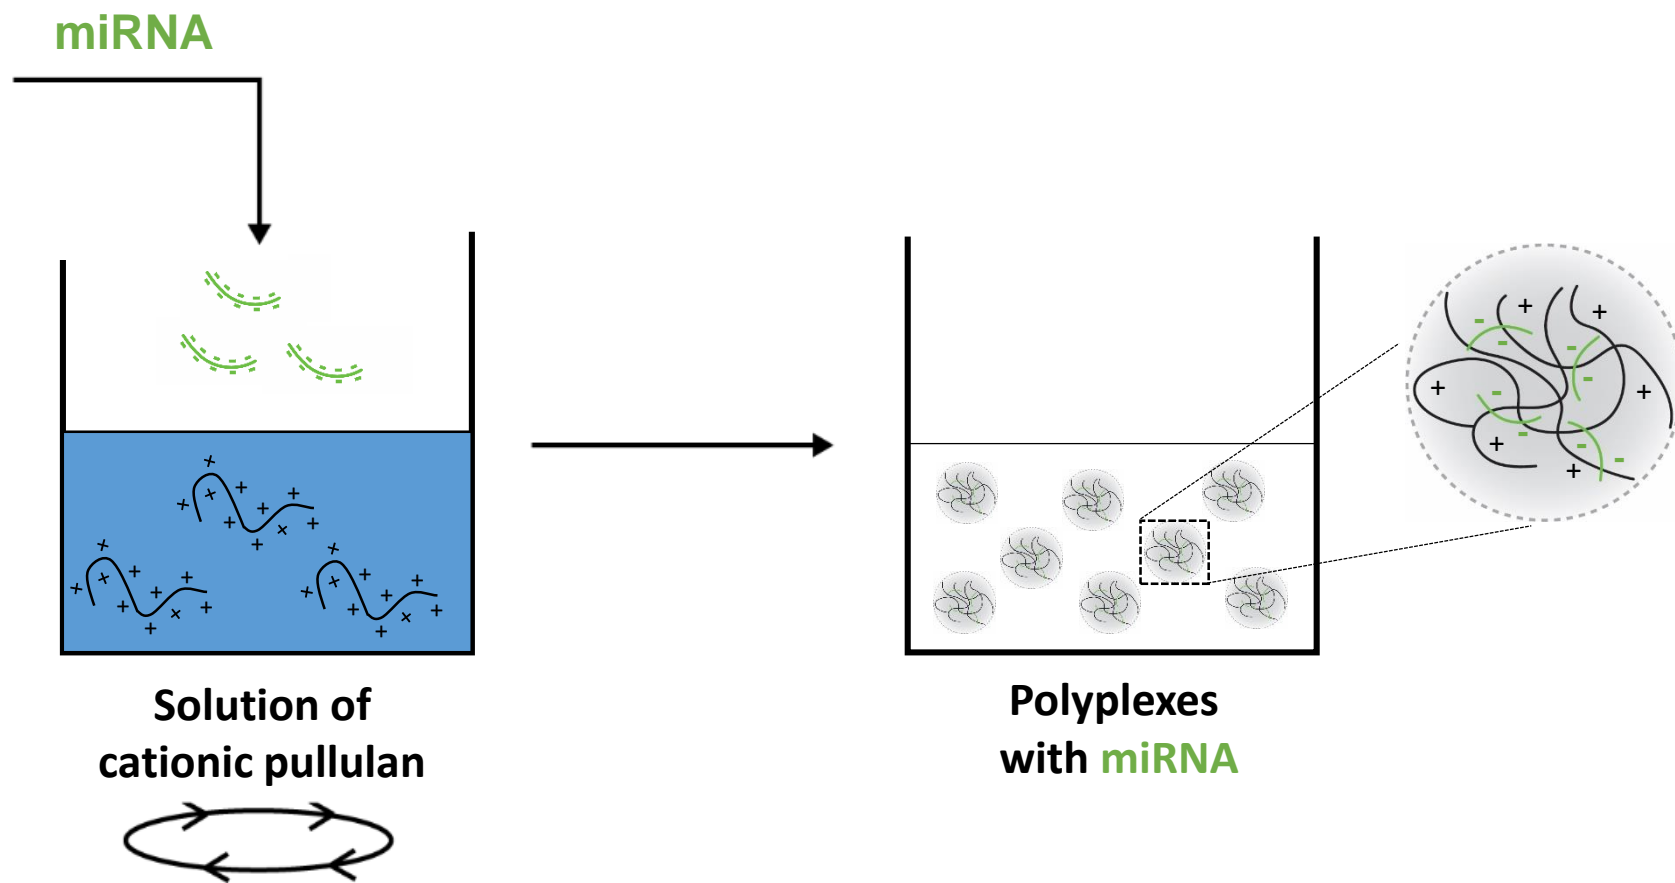 miRNA
Solution of
cationic pullulan
Polyplexes
with miRNA